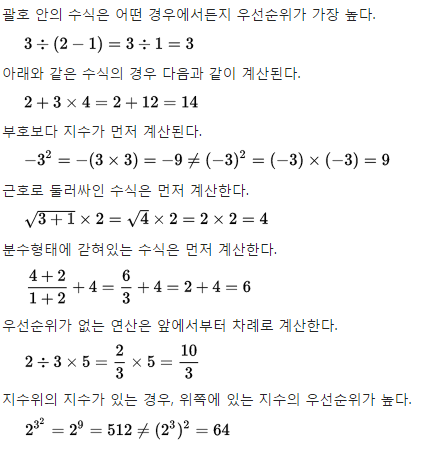 괄호 안의 수식은 어떤 경우에서든지 우선순위가 가장 높다.
3 ÷ (2 − 1) = 3 ÷ 1 = 3
아래와 같은 수식의 경우 다음과 같이 계산된다.
2 + 3 × 4 = 2 + 12 = 14
부호보다 지수가 먼저 계산된다.
−3² = −(3 × 3) = −9 ≠ (−3)² = (−3) × (−3) = 9
근호로 둘러싸인 수식은 먼저 계산한다.
√(3 + 1) × 2 = √4 × 2 = 2 × 2 = 4
분수형태에 갇혀있는 수식은 먼저 계산한다.
(4 + 2)/(1 + 2) + 4 = 6/3 + 4 = 2 + 4 = 6
우선순위가 없는 연산은 앞에서부터 차례로 계산한다.
2 ÷ 3 × 5 = 2/3 × 5 = 10/3
지수위의 지수가 있는 경우, 위쪽에 있는 지수의 우선순위가 높다.
2^(3²) = 2⁹ = 512 ≠ (2³)² = 64